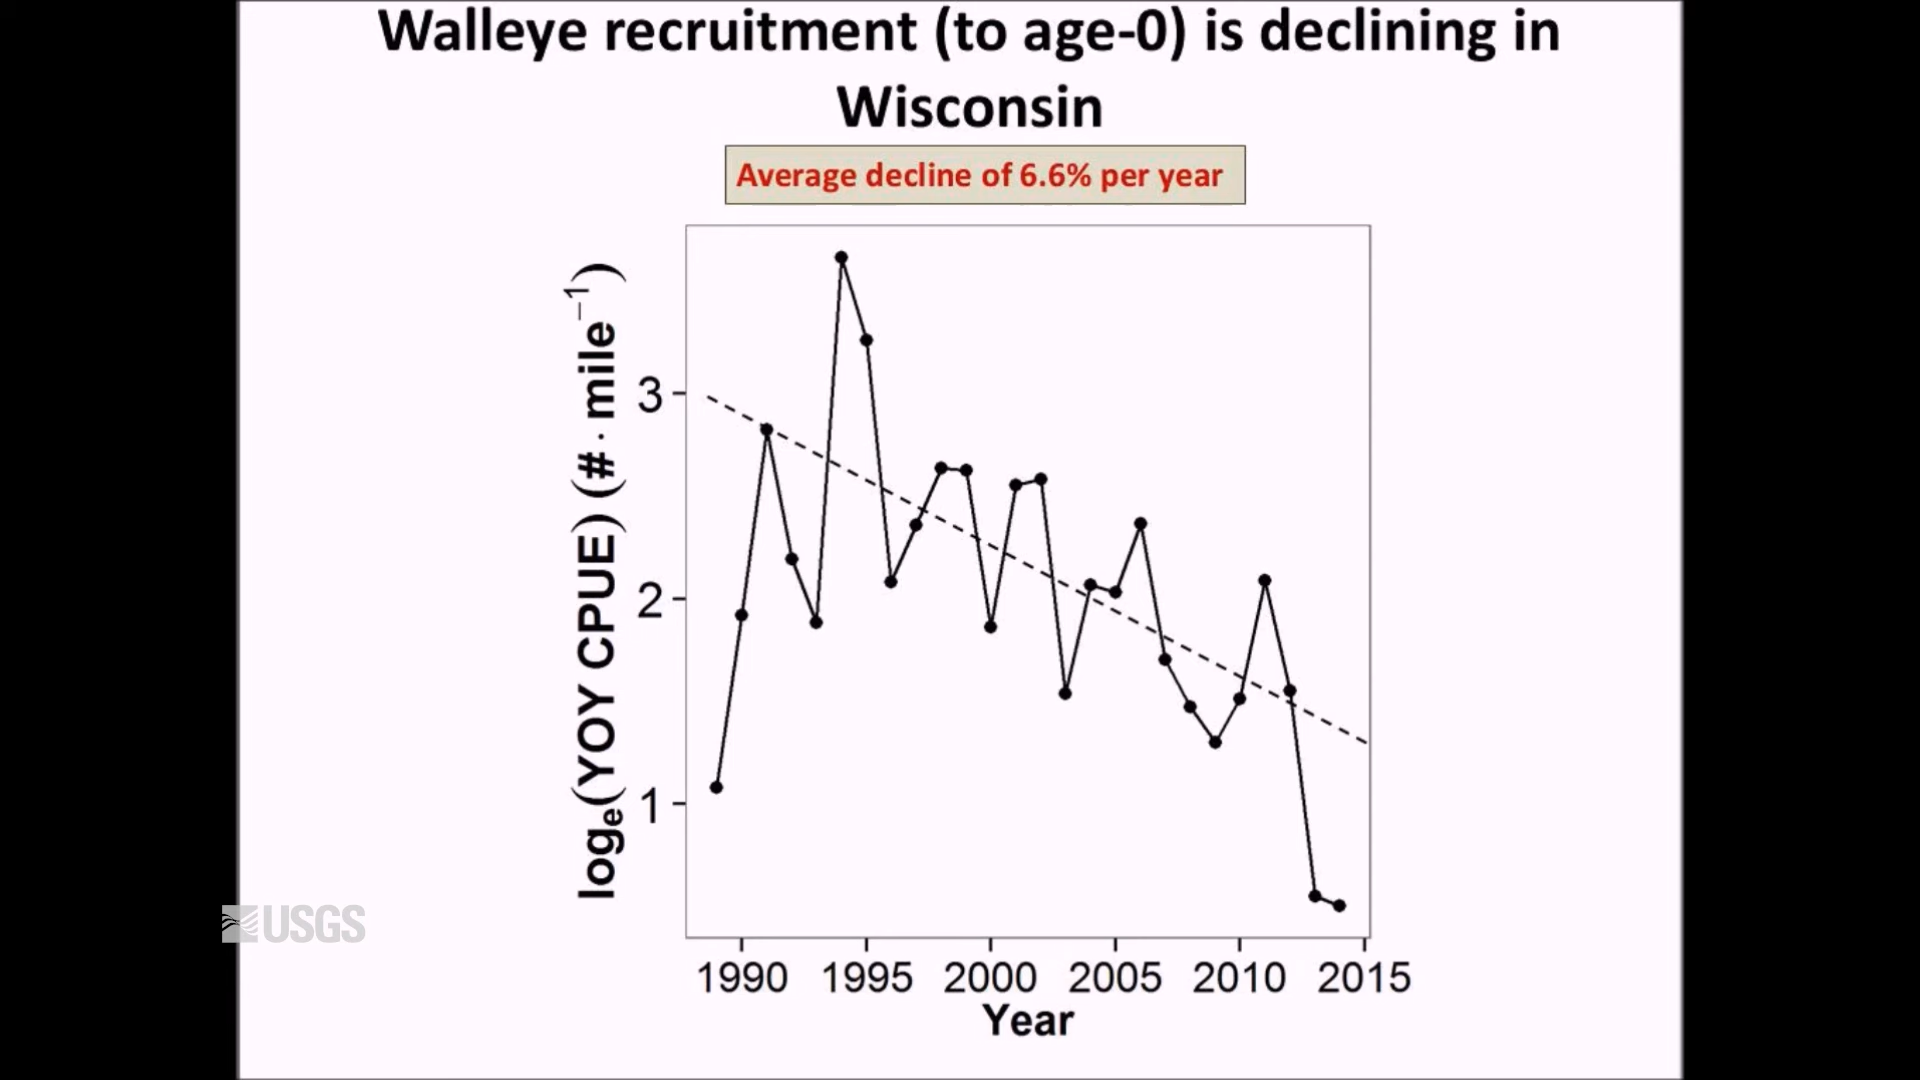 Walleye recruitment (to age-0) is declining in
Wisconsin
Average decline of 6.6% per year
logₑ(YOY CPUE) (# · mile⁻¹)
3
2
1
1990 1995 2000 2005 2010 2015
Year
USGS